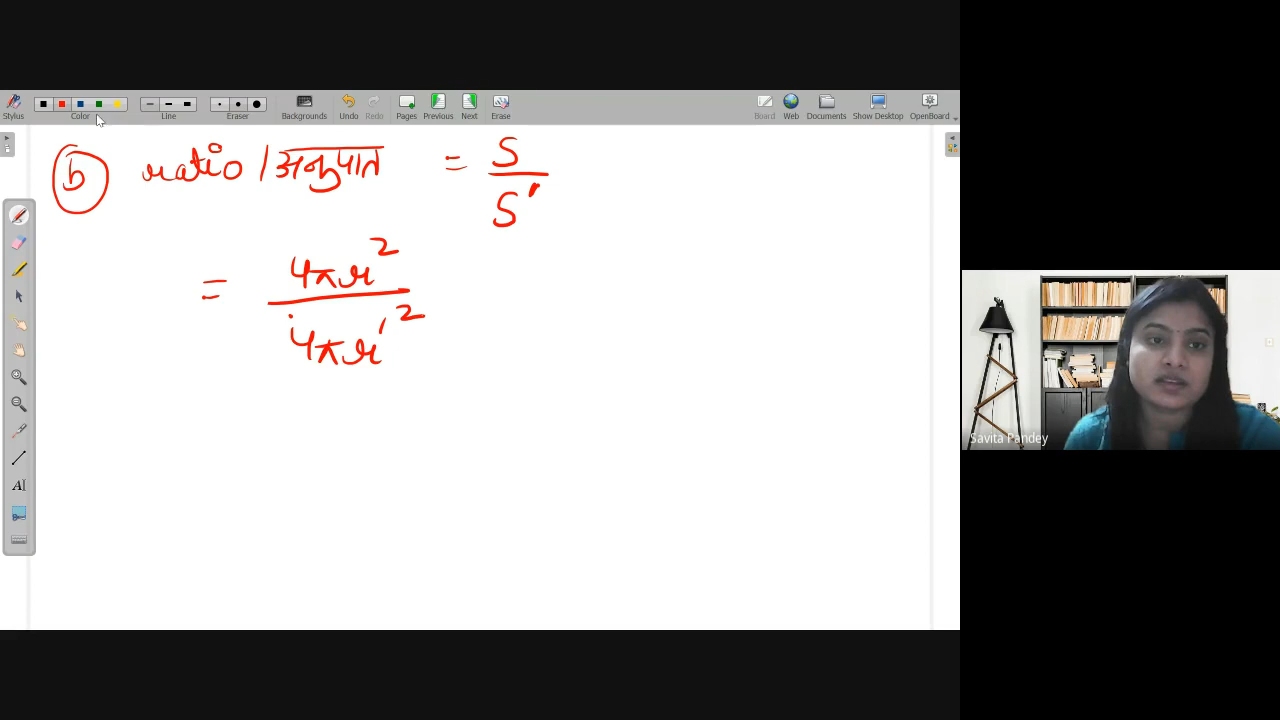 Stylus Color Line Eraser Backgrounds Undo Redo Pages Previous Next Erase Board Web Documents Show Desktop OpenBoard
b ratio / अनुपात = S / S'
= 4πr² / 4πr'²
Savita Pandey